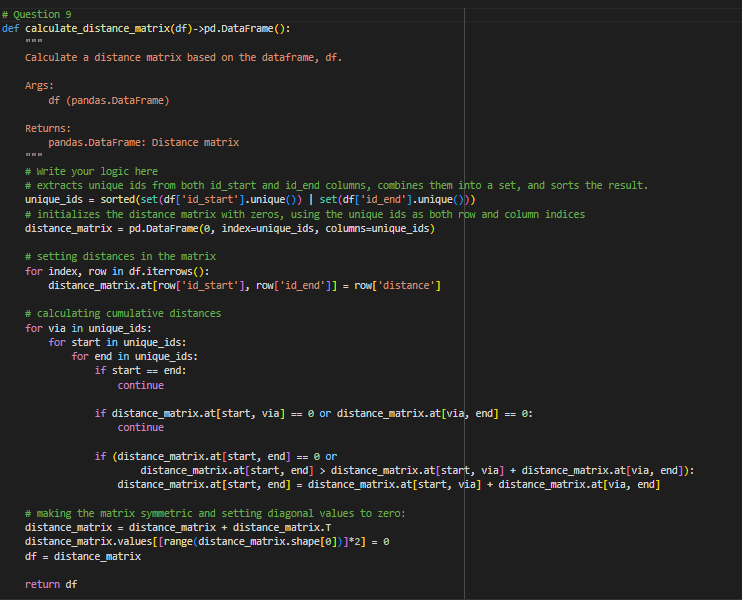 # Question 9
def calculate_distance_matrix(df)->pd.DataFrame():
    """
    Calculate a distance matrix based on the dataframe, df.

    Args:
        df (pandas.DataFrame)

    Returns:
        pandas.DataFrame: Distance matrix
    """
    # Write your logic here
    # extracts unique ids from both id_start and id_end columns, combines them into a set, and sorts the result.
    unique_ids = sorted(set(df['id_start'].unique()) | set(df['id_end'].unique()))
    # initializes the distance matrix with zeros, using the unique ids as both row and column indices
    distance_matrix = pd.DataFrame(0, index=unique_ids, columns=unique_ids)

    # setting distances in the matrix
    for index, row in df.iterrows():
        distance_matrix.at[row['id_start'], row['id_end']] = row['distance']

    # calculating cumulative distances
    for via in unique_ids:
        for start in unique_ids:
            for end in unique_ids:
                if start == end:
                    continue

                if distance_matrix.at[start, via] == 0 or distance_matrix.at[via, end] == 0:
                    continue

                if (distance_matrix.at[start, end] == 0 or
                        distance_matrix.at[start, end] > distance_matrix.at[start, via] + distance_matrix.at[via, end]):
                    distance_matrix.at[start, end] = distance_matrix.at[start, via] + distance_matrix.at[via, end]

    # making the matrix symmetric and setting diagonal values to zero:
    distance_matrix = distance_matrix + distance_matrix.T
    distance_matrix.values[[range(distance_matrix.shape[0])]*2] = 0
    df = distance_matrix

    return df